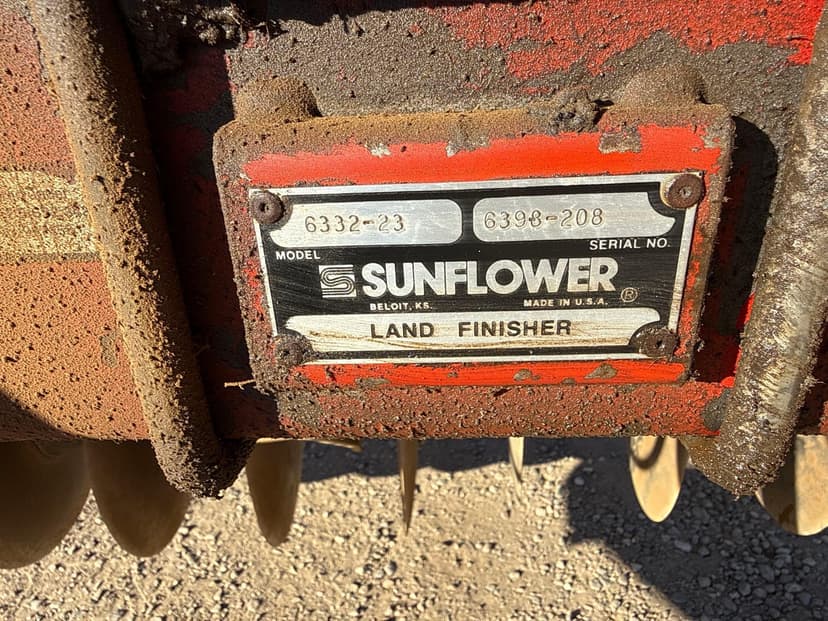 6332-23 6398-208
MODEL SERIAL NO.
SUNFLOWER ®
BELOIT, KS. MADE IN U.S.A.
LAND FINISHER